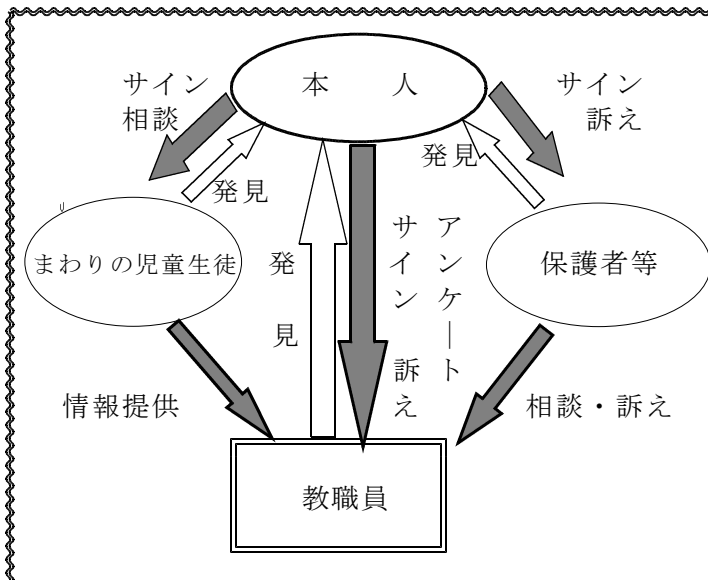 サイン
相談
本　人
サイン
訴え
発見
発見
り
まわりの児童生徒
保護者等
発見
アンケート
サイン　訴え
情報提供
相談・訴え
教職員